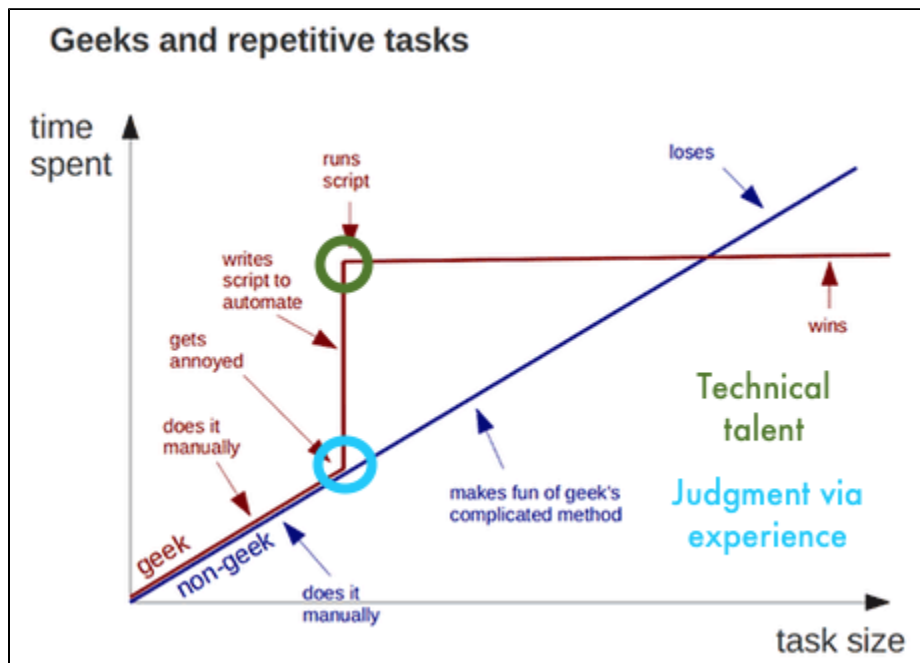 Geeks and repetitive tasks
time
spent
runs
script
loses
writes
script to
automate
gets
annoyed
wins
does it
manually
Technical
talent
makes fun of geek's
complicated method
Judgment via
experience
geek
non-geek
does it
manually
task size